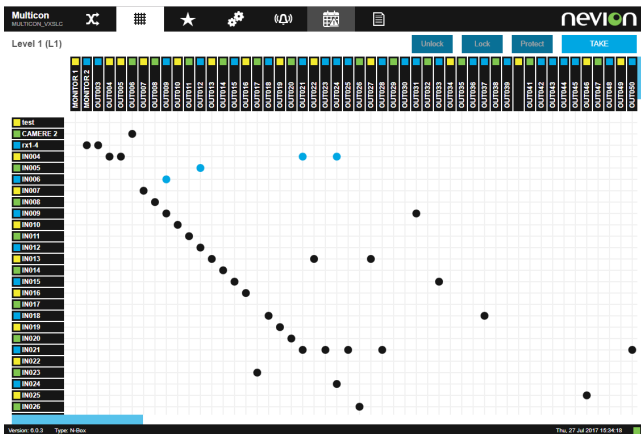 Multicon
MULTICON_VXSLC
nevion
Level 1 (L1)
Unlock
Lock
Protect
TAKE
MONITOR 1
MONITOR 2
OUT003
OUT004
OUT005
OUT006
OUT007
OUT008
OUT009
OUT010
OUT011
OUT012
OUT013
OUT014
OUT015
OUT016
OUT017
OUT018
OUT019
OUT020
OUT021
OUT022
OUT023
OUT024
OUT025
OUT026
OUT027
OUT028
OUT029
OUT030
OUT031
OUT032
OUT033
OUT034
OUT035
OUT036
OUT037
OUT038
OUT039
OUT041
OUT042
OUT043
OUT044
OUT045
OUT046
OUT047
OUT048
OUT049
OUT050
test
CAMERE 2
rx1-4
IN004
IN005
IN006
IN007
IN008
IN009
IN010
IN011
IN012
IN013
IN014
IN015
IN016
IN017
IN018
IN019
IN020
IN021
IN022
IN023
IN024
IN025
IN026
Version: 6.0.3 Type: N-Box
Thu, 27 Jul 2017 15:34:18